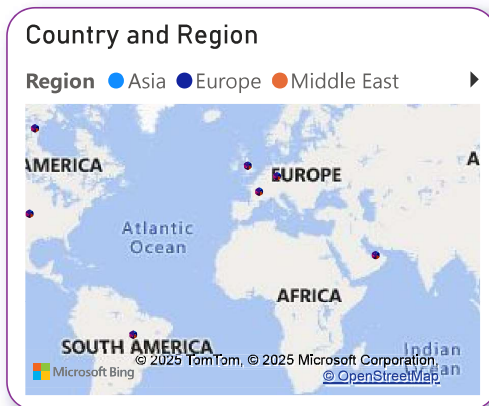 Country and Region
Region Asia Europe Middle East
AMERICA
EUROPE
A
Atlantic
Ocean
AFRICA
SOUTH AMERICA
Indian
Ocean
© 2025 TomTom, © 2025 Microsoft Corporation,
Microsoft Bing
© OpenStreetMap